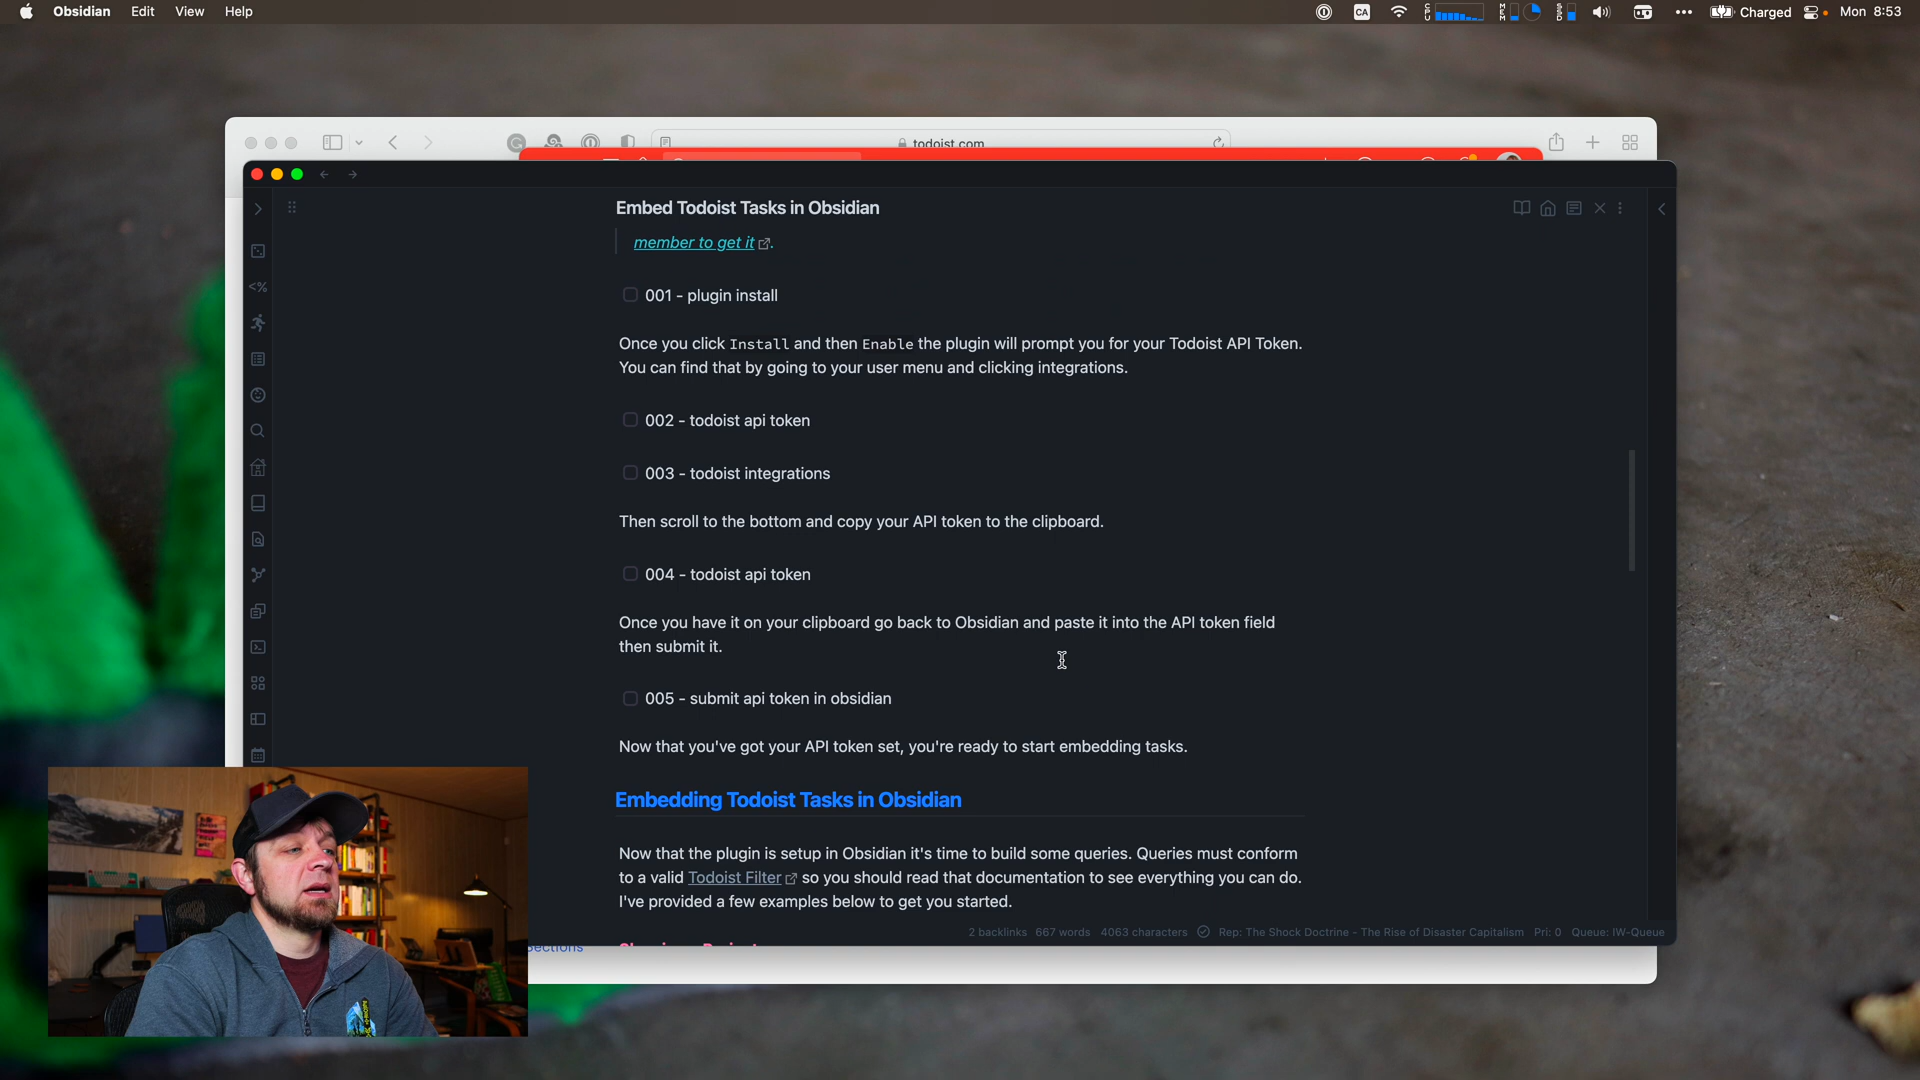 Obsidian Edit View Help
CA
CPU
MEM
SSD
Charged
Mon 8:53
todoist.com
Embed Todoist Tasks in Obsidian
member to get it.
<%
001 - plugin install
Once you click Install and then Enable the plugin will prompt you for your Todoist API Token.
You can find that by going to your user menu and clicking integrations.
002 - todoist api token
003 - todoist integrations
Then scroll to the bottom and copy your API token to the clipboard.
004 - todoist api token
Once you have it on your clipboard go back to Obsidian and paste it into the API token field
then submit it.
005 - submit api token in obsidian
Now that you've got your API token set, you're ready to start embedding tasks.
Embedding Todoist Tasks in Obsidian
Now that the plugin is setup in Obsidian it's time to build some queries. Queries must conform
to a valid Todoist Filter so you should read that documentation to see everything you can do.
I've provided a few examples below to get you started.
2 backlinks 667 words 4063 characters Rep: The Shock Doctrine - The Rise of Disaster Capitalism Pri: 0 Queue: IW-Queue